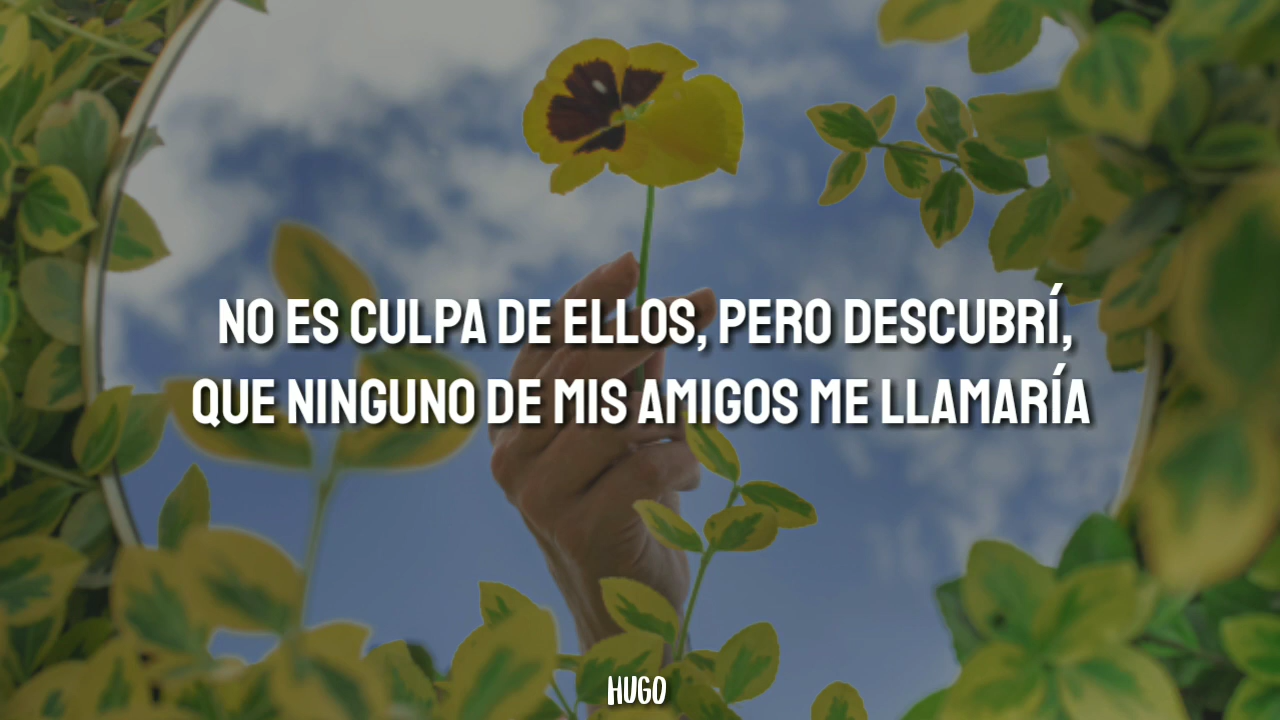 NO ES CULPA DE ELLOS, PERO DESCUBRÍ,
QUE NINGUNO DE MIS AMIGOS ME LLAMARÍA
HUGO